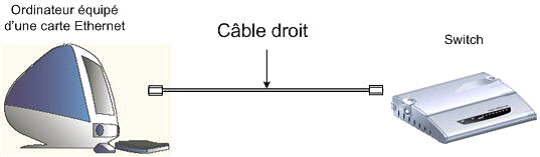 Ordinateur équipé
d'une carte Ethernet
Câble droit
Switch